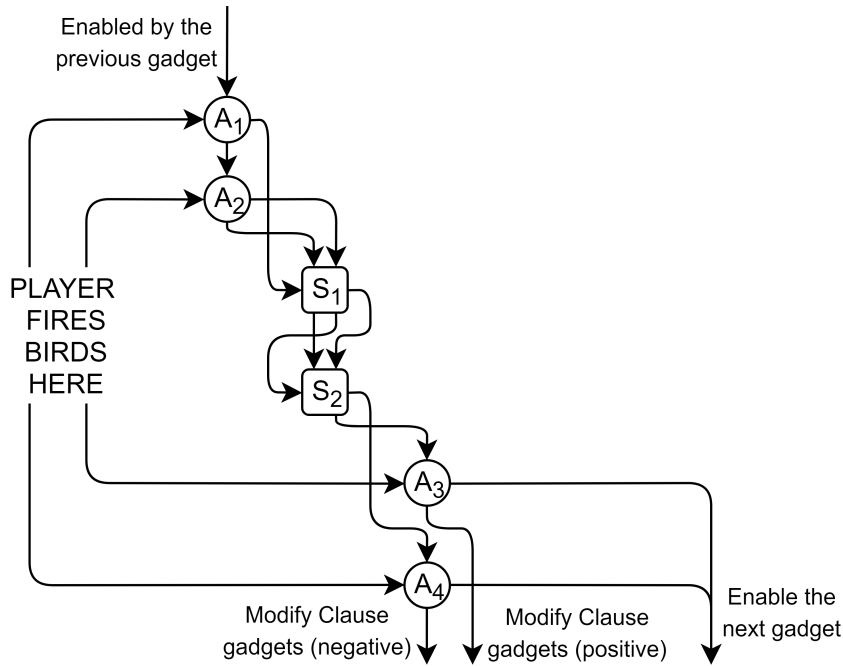 Enabled by the
previous gadget
A1
A2
PLAYER
FIRES
BIRDS
HERE
S1
S2
A3
A4
Modify Clause
gadgets (negative)
Modify Clause
gadgets (positive)
Enable the
next gadget